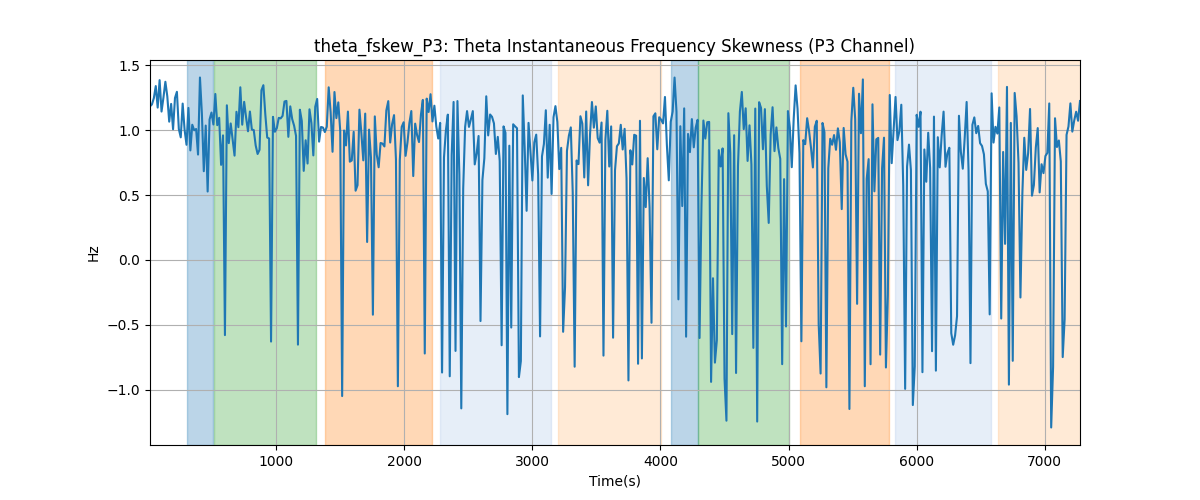 theta_fskew_P3: Theta Instantaneous Frequency Skewness (P3 Channel)
1.5
1.0
0.5
0.0
−0.5
−1.0
Hz
1000 2000 3000 4000 5000 6000 7000
Time(s)